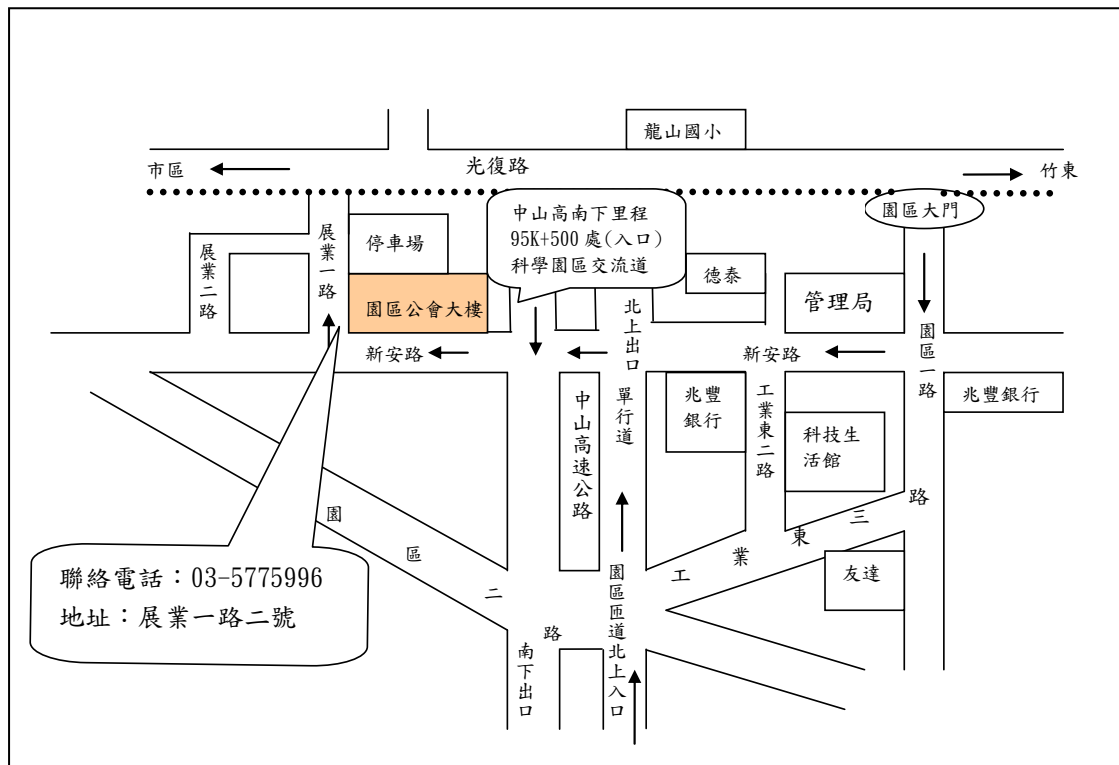 龍山國小
市區
光復路
竹東
園區大門
中山高南下里程
95K+500 處(入口)
科學園區交流道
停車場
展業一路
展業二路
園區公會大樓
北上出口
德泰
管理局
園區一路
新安路
新安路
單行道
中山高速公路
兆豐
銀行
工業東二路
科技生
活館
兆豐銀行
園區二路
工業東三路
友達
聯絡電話：03-5775996
地址：展業一路二號
南下出口
園區匝道北上入口